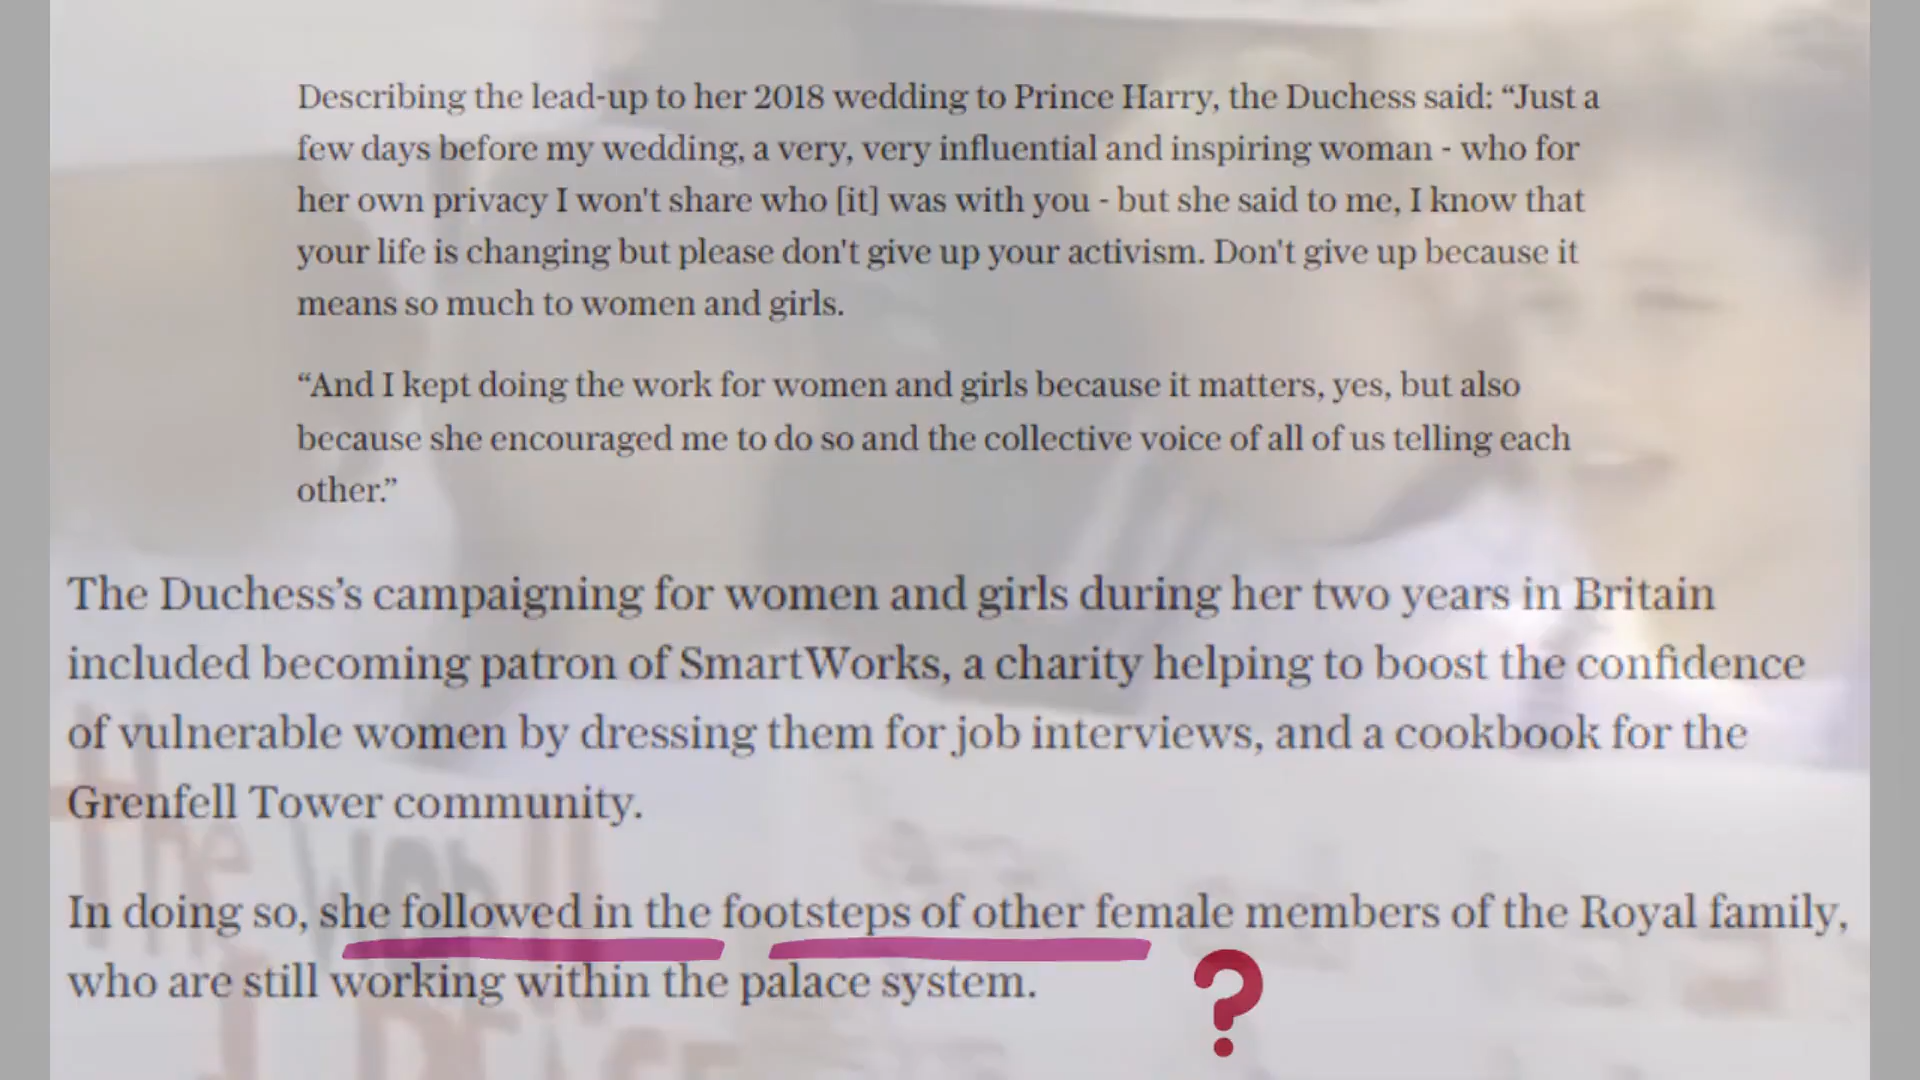 Describing the lead-up to her 2018 wedding to Prince Harry, the Duchess said: “Just a
few days before my wedding, a very, very influential and inspiring woman - who for
her own privacy I won't share who [it] was with you - but she said to me, I know that
your life is changing but please don't give up your activism. Don't give up because it
means so much to women and girls.
“And I kept doing the work for women and girls because it matters, yes, but also
because she encouraged me to do so and the collective voice of all of us telling each
other.”
The Duchess’s campaigning for women and girls during her two years in Britain
included becoming patron of SmartWorks, a charity helping to boost the confidence
of vulnerable women by dressing them for job interviews, and a cookbook for the
Grenfell Tower community.
In doing so, she followed in the footsteps of other female members of the Royal family,
who are still working within the palace system.
?
The